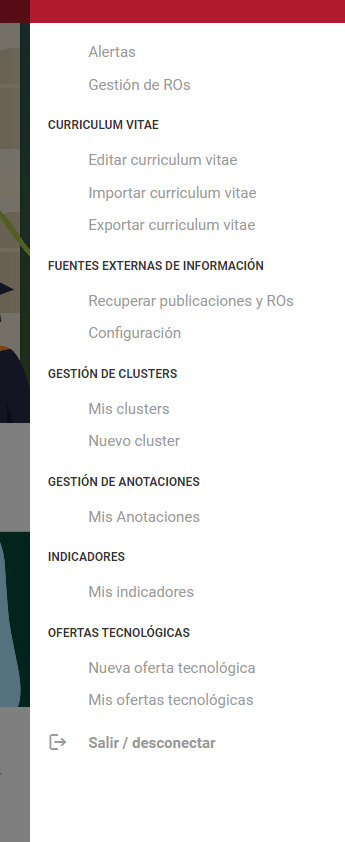 Alertas
Gestión de ROs
CURRICULUM VITAE
Editar curriculum vitae
Importar curriculum vitae
Exportar curriculum vitae
FUENTES EXTERNAS DE INFORMACIÓN
Recuperar publicaciones y ROs
Configuración
GESTIÓN DE CLUSTERS
Mis clusters
Nuevo cluster
GESTIÓN DE ANOTACIONES
Mis Anotaciones
INDICADORES
Mis indicadores
OFERTAS TECNOLÓGICAS
Nueva oferta tecnológica
Mis ofertas tecnológicas
Salir / desconectar